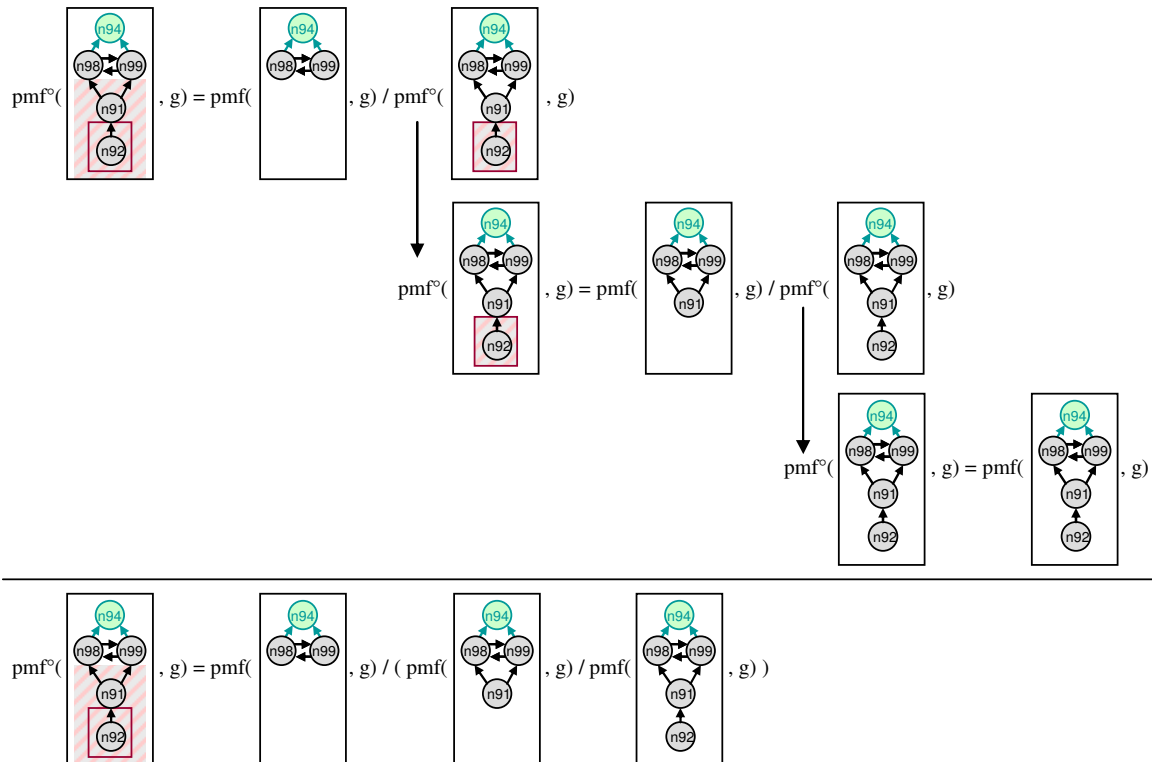 n94 n94 n94
n98 n99 n98 n99 n98 n99
pmf°( n91 , g) = pmf( , g) / pmf°( n91 , g)
n92 n92
n94 n94 n94
n98 n99 n98 n99 n98 n99
pmf°( n91 , g) = pmf( n91 , g) / pmf°( n91 , g)
n92 n92
n94 n94
n98 n99 n98 n99
pmf°( n91 , g) = pmf( n91 , g)
n92 n92
n94 n94 n94 n94
n98 n99 n98 n99 n98 n99 n98 n99
pmf°( n91 , g) = pmf( , g) / ( pmf( n91 , g) / pmf( n91 , g) )
n92 n92